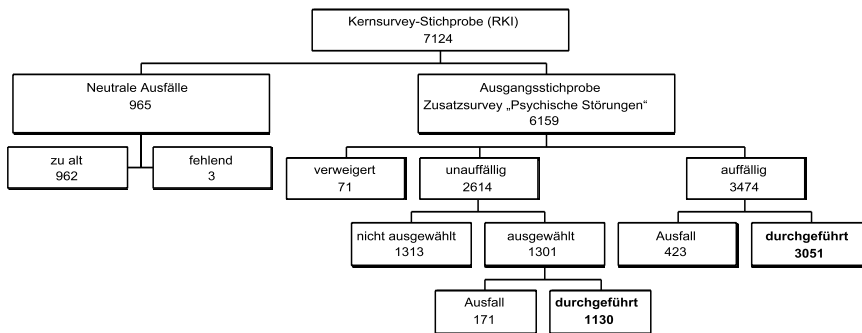 Kernsurvey-Stichprobe (RKI)
7124
Neutrale Ausfälle
965
Ausgangsstichprobe
Zusatzsurvey „Psychische Störungen“
6159
zu alt
962
fehlend
3
verweigert
71
unauffällig
2614
auffällig
3474
nicht ausgewählt
1313
ausgewählt
1301
Ausfall
423
durchgeführt
3051
Ausfall
171
durchgeführt
1130